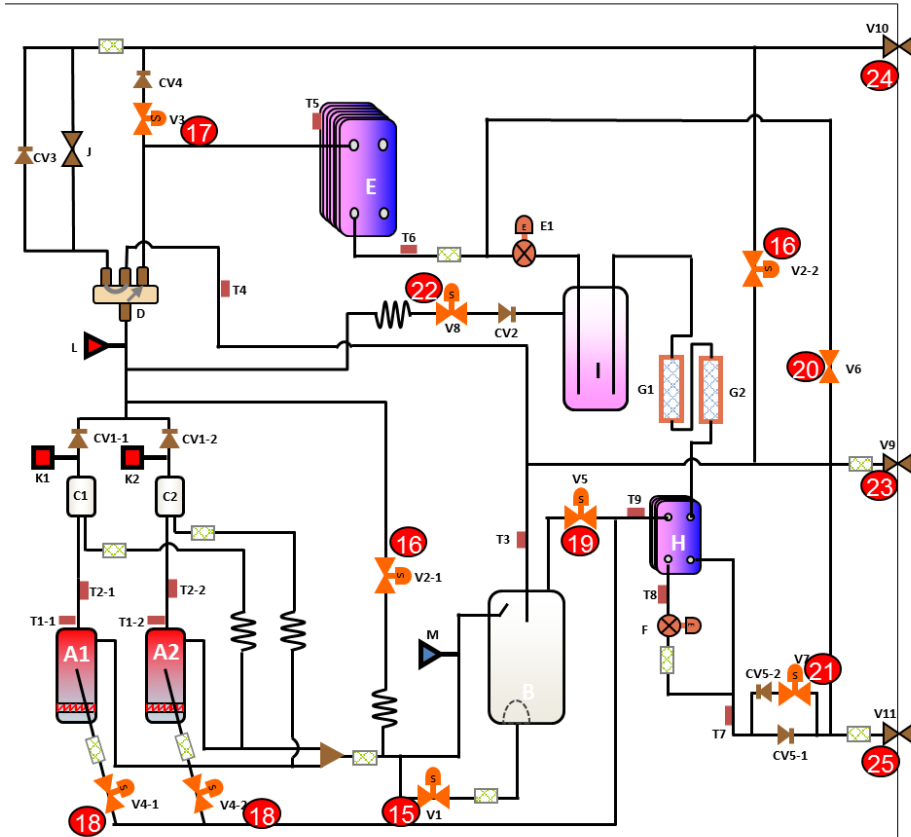 V10
24
CV4
T5
V3
17
CV3
J
E
T6
E E1
16
S V2-2
T4
22
S
V8
CV2
D
L
I
G1
G2
20
V6
CV1-1
CV1-2
K1
K2
C1
C2
V5
S
19
T9
V9
23
H
T3
16
V2-1
S
T2-1
T2-2
T8
T1-1
T1-2
M
F
E
A1
A2
B
CV5-2
V7
S
21
T7
V11
CV5-1
25
S
V4-1
18
S
V4-2
18
15
S
V1
S